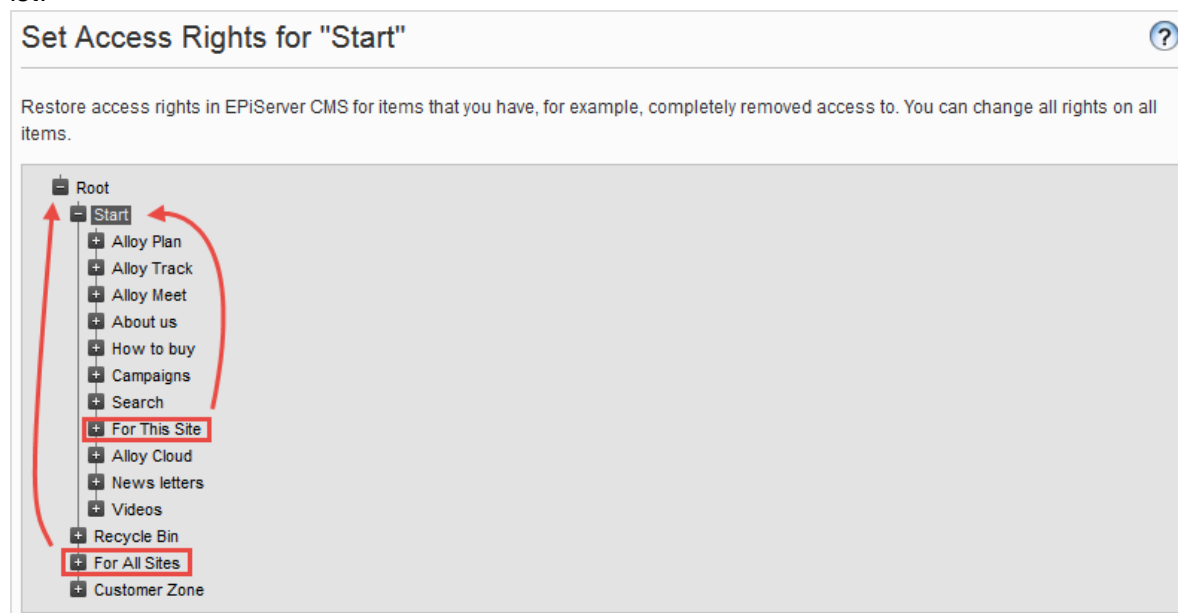 Set Access Rights for "Start"
?
Restore access rights in EPiServer CMS for items that you have, for example, completely removed access to. You can change all rights on all
items.
Root
Start
Alloy Plan
Alloy Track
Alloy Meet
About us
How to buy
Campaigns
Search
For This Site
Alloy Cloud
News letters
Videos
Recycle Bin
For All Sites
Customer Zone